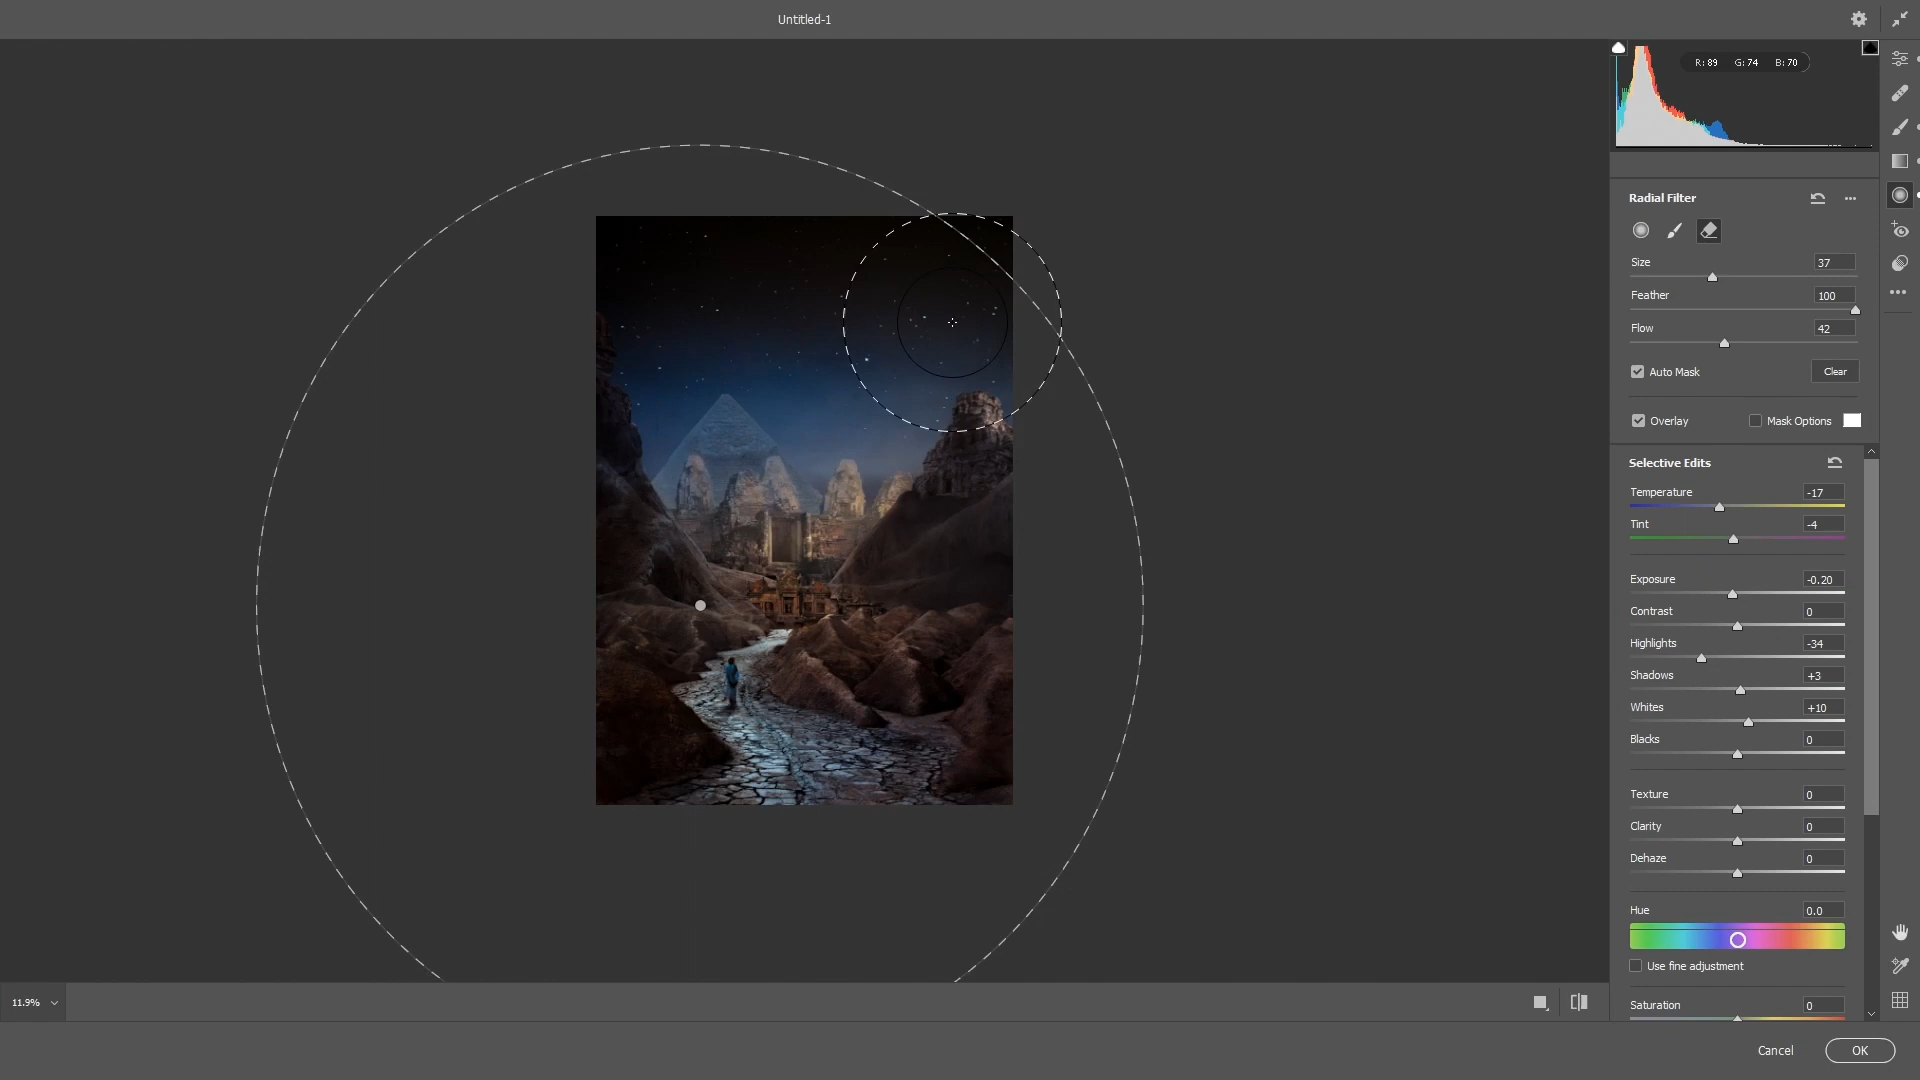 Untitled-1
R: 89 G: 74 B: 70
Radial Filter
Size 37
Feather 100
Flow 42
Auto Mask Clear
Overlay Mask Options
Selective Edits
Temperature -17
Tint -4
Exposure -0.20
Contrast 0
Highlights -34
Shadows +3
Whites +10
Blacks 0
Texture 0
Clarity 0
Dehaze 0
Hue 0.0
Use fine adjustment
Saturation 0
11.9%
Cancel OK